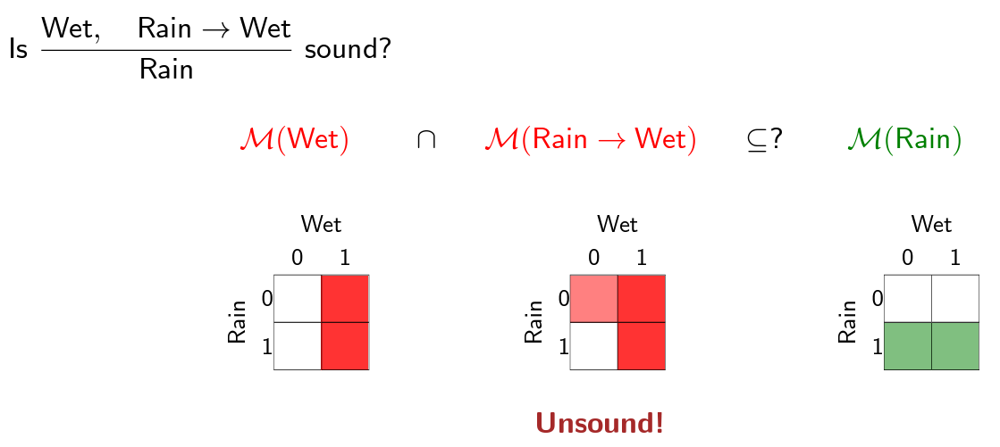 Is Wet, Rain → Wet sound?
Rain
ℳ(Wet) ∩ ℳ(Rain → Wet) ⊆? ℳ(Rain)
Wet Wet Wet
0 1 0 1 0 1
Rain 0 Rain 0 Rain 0
1 1 1
Unsound!